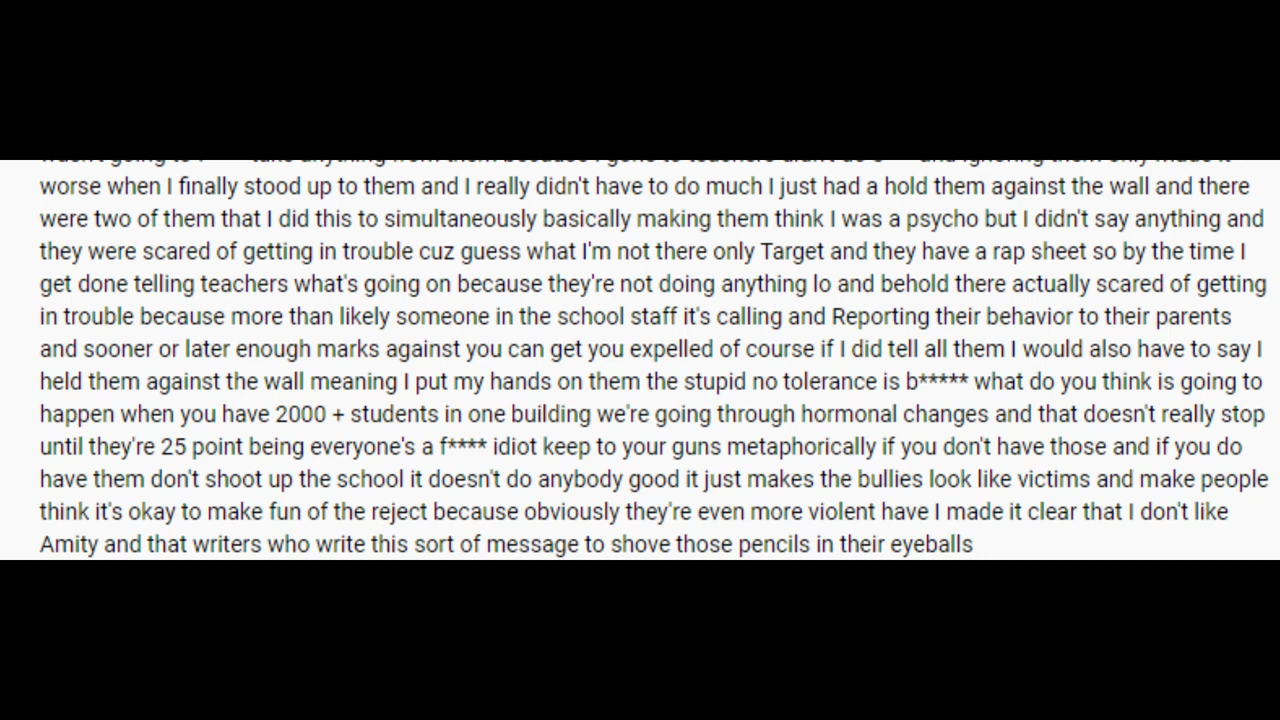 worse when I finally stood up to them and I really didn't have to do much I just had a hold them against the wall and there
were two of them that I did this to simultaneously basically making them think I was a psycho but I didn't say anything and
they were scared of getting in trouble cuz guess what I'm not there only Target and they have a rap sheet so by the time I
get done telling teachers what's going on because they're not doing anything lo and behold there actually scared of getting
in trouble because more than likely someone in the school staff it's calling and Reporting their behavior to their parents
and sooner or later enough marks against you can get you expelled of course if I did tell all them I would also have to say I
held them against the wall meaning I put my hands on them the stupid no tolerance is b***** what do you think is going to
happen when you have 2000 + students in one building we're going through hormonal changes and that doesn't really stop
until they're 25 point being everyone's a f**** idiot keep to your guns metaphorically if you don't have those and if you do
have them don't shoot up the school it doesn't do anybody good it just makes the bullies look like victims and make people
think it's okay to make fun of the reject because obviously they're even more violent have I made it clear that I don't like
Amity and that writers who write this sort of message to shove those pencils in their eyeballs